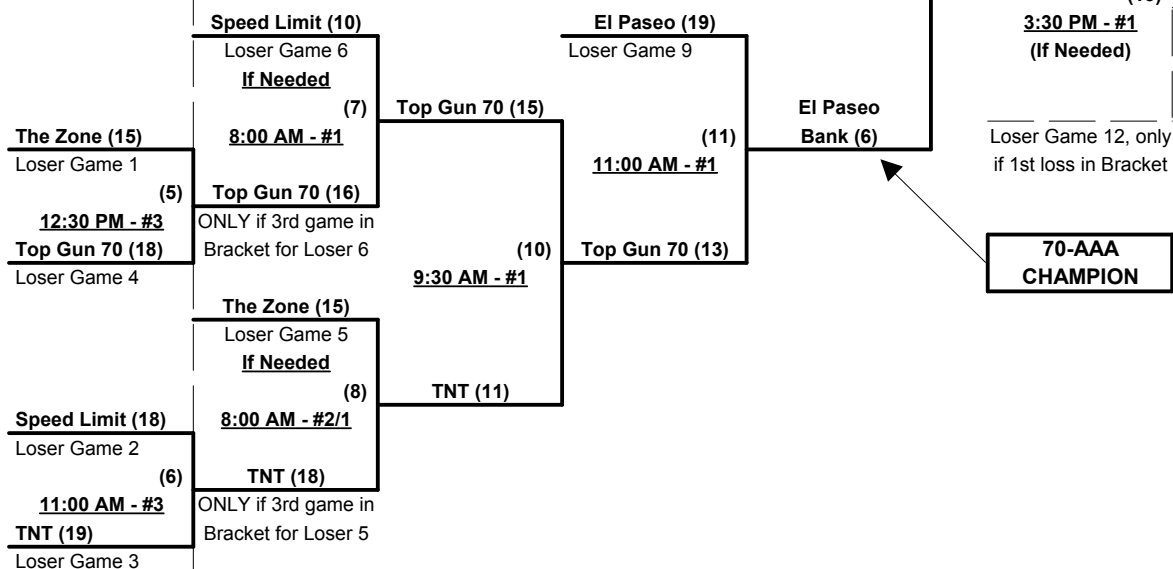 Speed Limit (10)
Loser Game 6
If Needed
(7)
8:00 AM - #1
The Zone (15)
Loser Game 1
(5)
12:30 PM - #3
Top Gun 70 (18)
Loser Game 4
Top Gun 70 (16)
ONLY if 3rd game in
Bracket for Loser 6
The Zone (15)
Loser Game 5
If Needed
(8)
8:00 AM - #2/1
Speed Limit (18)
Loser Game 2
(6)
11:00 AM - #3
TNT (19)
Loser Game 3
TNT (18)
ONLY if 3rd game in
Bracket for Loser 5
Top Gun 70 (15)
(10)
9:30 AM - #1
TNT (11)
El Paseo (19)
Loser Game 9
(11)
11:00 AM - #1
Top Gun 70 (13)
El Paseo
Bank (6)
3:30 PM - #1
(If Needed)
Loser Game 12, only
if 1st loss in Bracket
70-AAA
CHAMPION